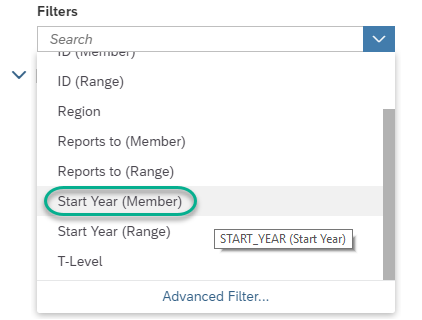 Filters
Search
ID (Member)
ID (Range)
Region
Reports to (Member)
Reports to (Range)
Start Year (Member)
Start Year (Range)
START_YEAR (Start Year)
T-Level
Advanced Filter...